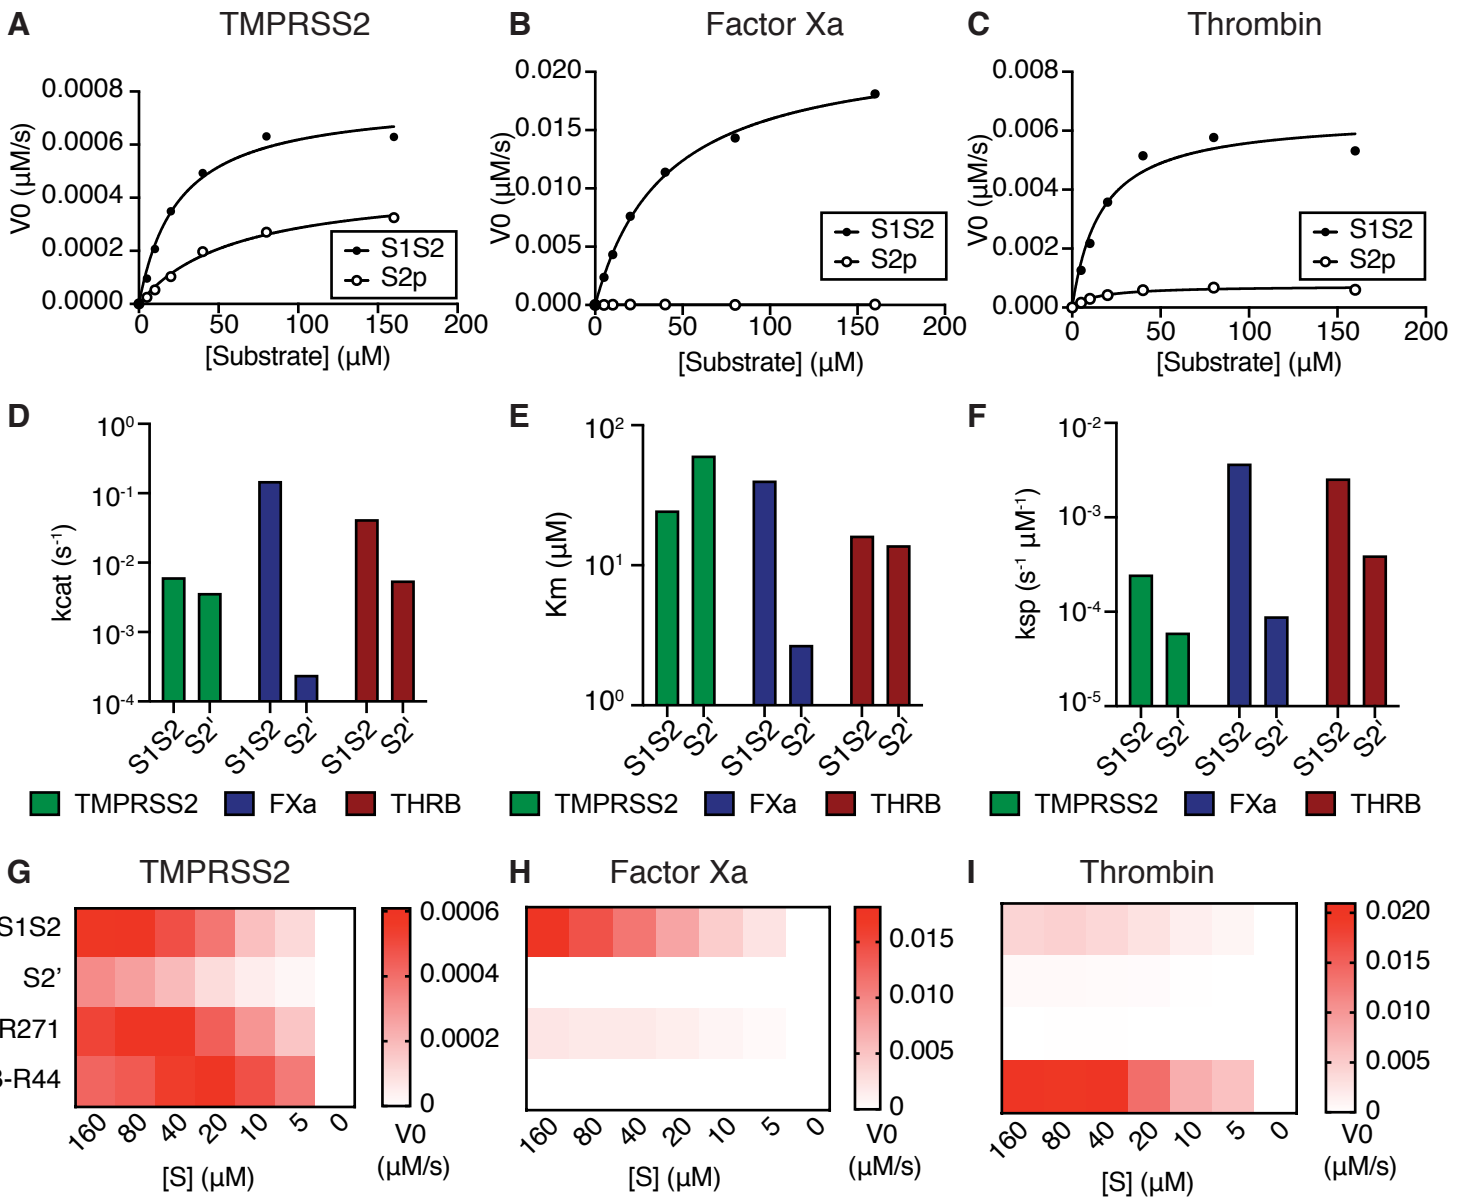 A TMPRSS2
V0 (µM/s)
0.0008
0.0006
0.0004
0.0002
0.0000
0 50 100 150 200
[Substrate] (µM)
S1S2
S2p
B Factor Xa
V0 (µM/s)
0.020
0.015
0.010
0.005
0.000
0 50 100 150 200
[Substrate] (µM)
S1S2
S2p
C Thrombin
V0 (µM/s)
0.008
0.006
0.004
0.002
0.000
0 50 100 150 200
[Substrate] (µM)
S1S2
S2p
D
kcat (s⁻¹)
10⁰
10⁻¹
10⁻²
10⁻³
10⁻⁴
S1S2 S2' S1S2 S2' S1S2 S2'
TMPRSS2 FXa THRB
E
Km (µM)
10²
10¹
10⁰
S1S2 S2' S1S2 S2' S1S2 S2'
TMPRSS2 FXa THRB
F
ksp (s⁻¹ µM⁻¹)
10⁻²
10⁻³
10⁻⁴
10⁻⁵
S1S2 S2' S1S2 S2' S1S2 S2'
TMPRSS2 FXa THRB
G TMPRSS2
S1S2
S2’
R271
-R44
160 80 40 20 10 5 0
[S] (µM)
0.0006
0.0004
0.0002
0
V0
(µM/s)
H Factor Xa
160 80 40 20 10 5 0
[S] (µM)
0.015
0.010
0.005
0
V0
(µM/s)
I Thrombin
160 80 40 20 10 5 0
[S] (µM)
0.020
0.015
0.010
0.005
0
V0
(µM/s)